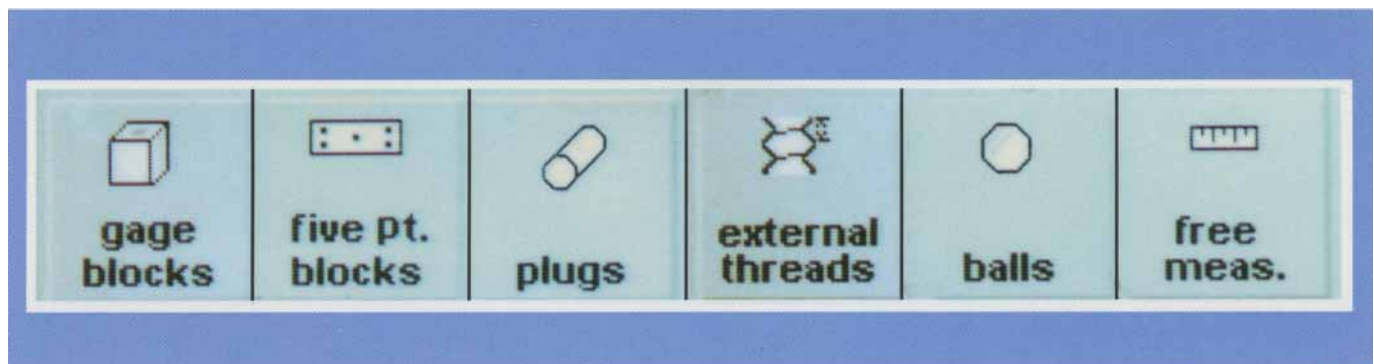 gage
blocks
five pt.
blocks
plugs
external
threads
balls
free
meas.